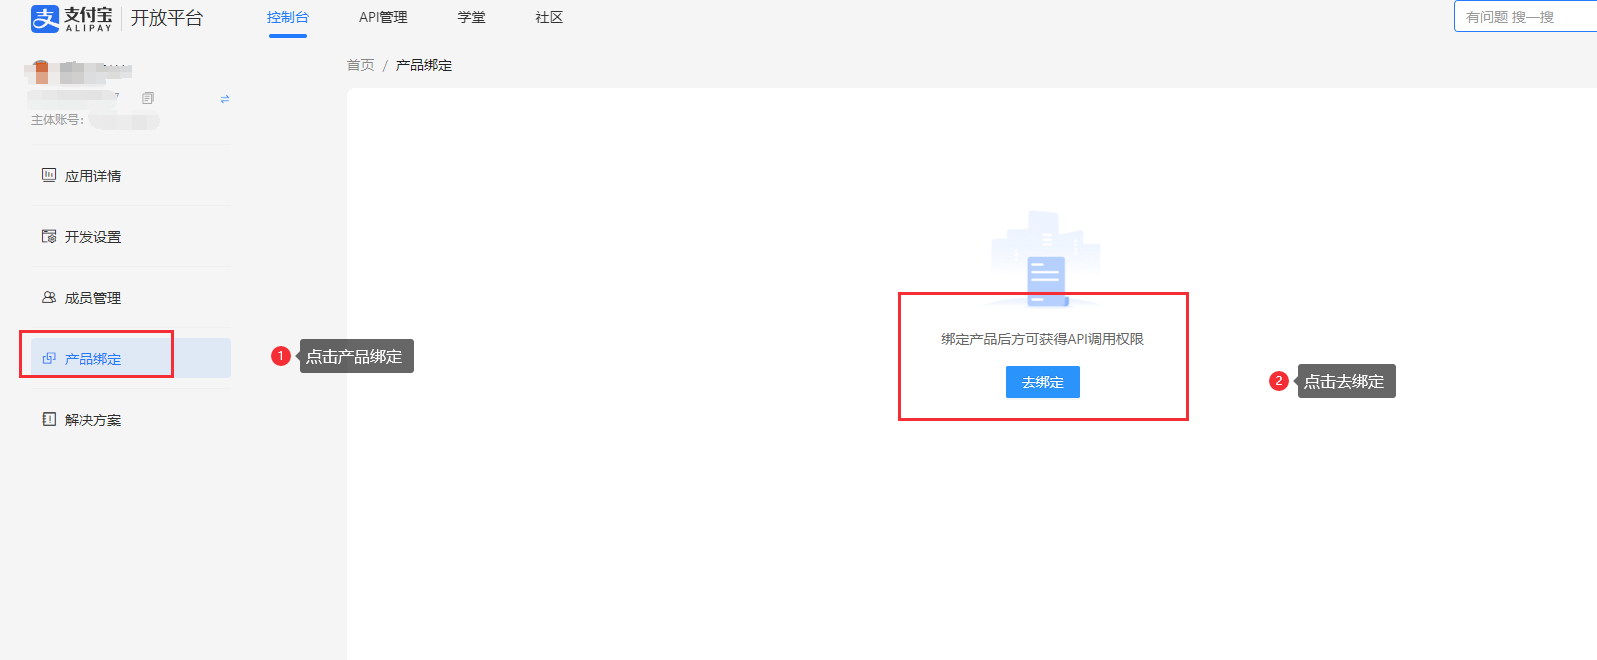 支付宝 ALIPAY 开放平台 控制台 API管理 学堂 社区 有问题 搜一搜
首页 / 产品绑定
主体账号：
应用详情
开发设置
成员管理
产品绑定
1 点击产品绑定
解决方案
绑定产品后方可获得API调用权限
去绑定
2 点击去绑定